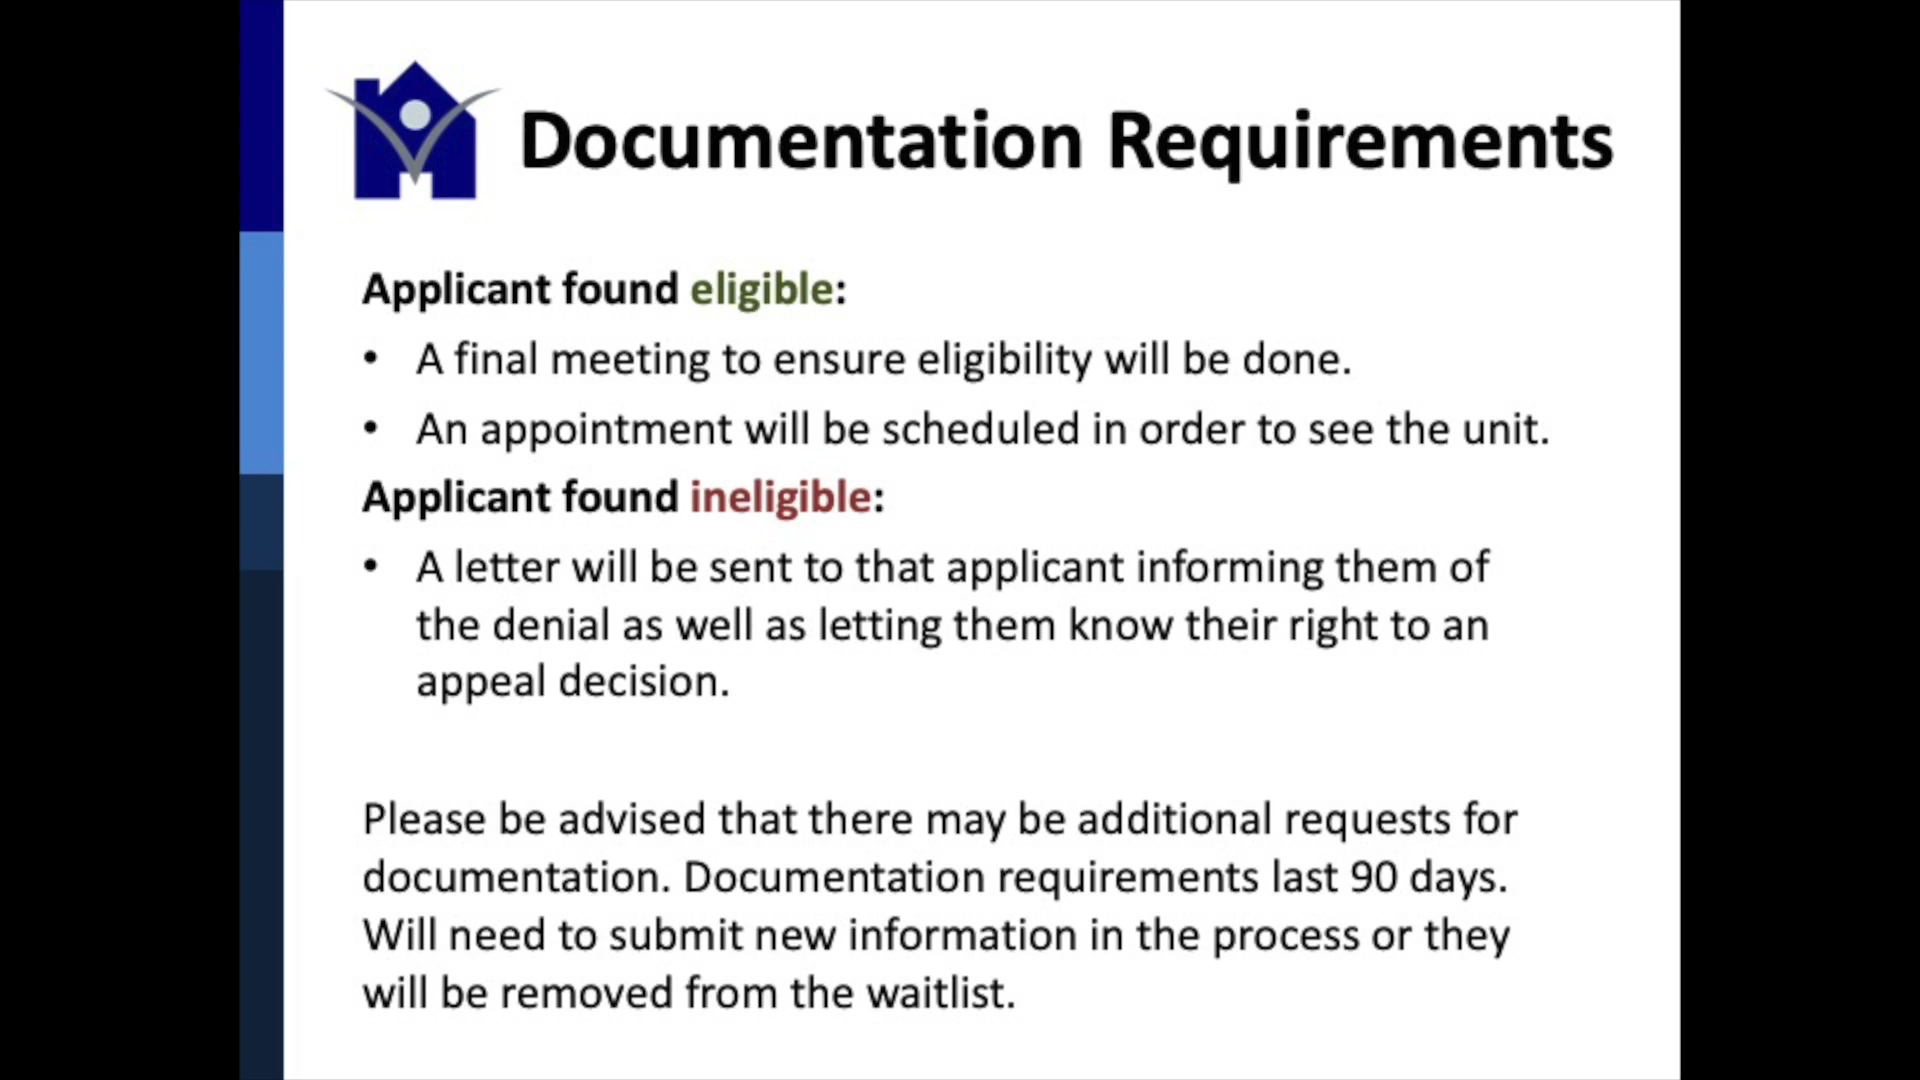 Documentation Requirements
Applicant found eligible:
• A final meeting to ensure eligibility will be done.
• An appointment will be scheduled in order to see the unit.
Applicant found ineligible:
• A letter will be sent to that applicant informing them of
the denial as well as letting them know their right to an
appeal decision.
Please be advised that there may be additional requests for
documentation. Documentation requirements last 90 days.
Will need to submit new information in the process or they
will be removed from the waitlist.